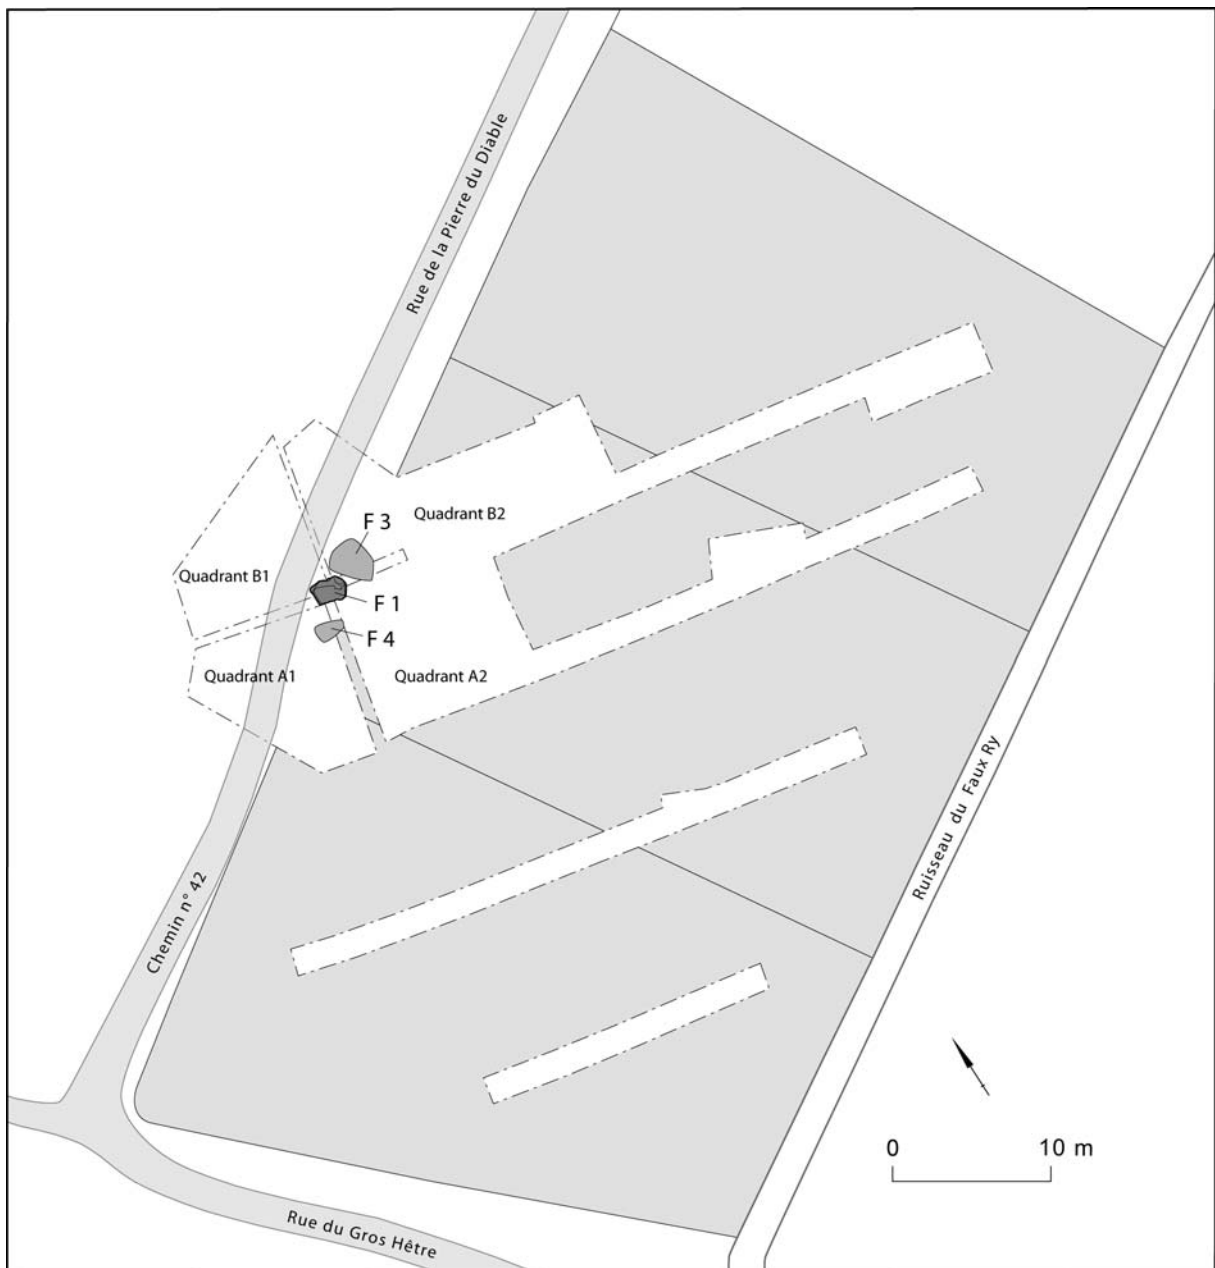 Rue de la Pierre du Diable
Quadrant B2
F 3
Quadrant B1
F 1
F 4
Quadrant A1
Quadrant A2
Ruisseau du Faux Ry
Chemin n° 42
0 10 m
Rue du Gros Hêtre